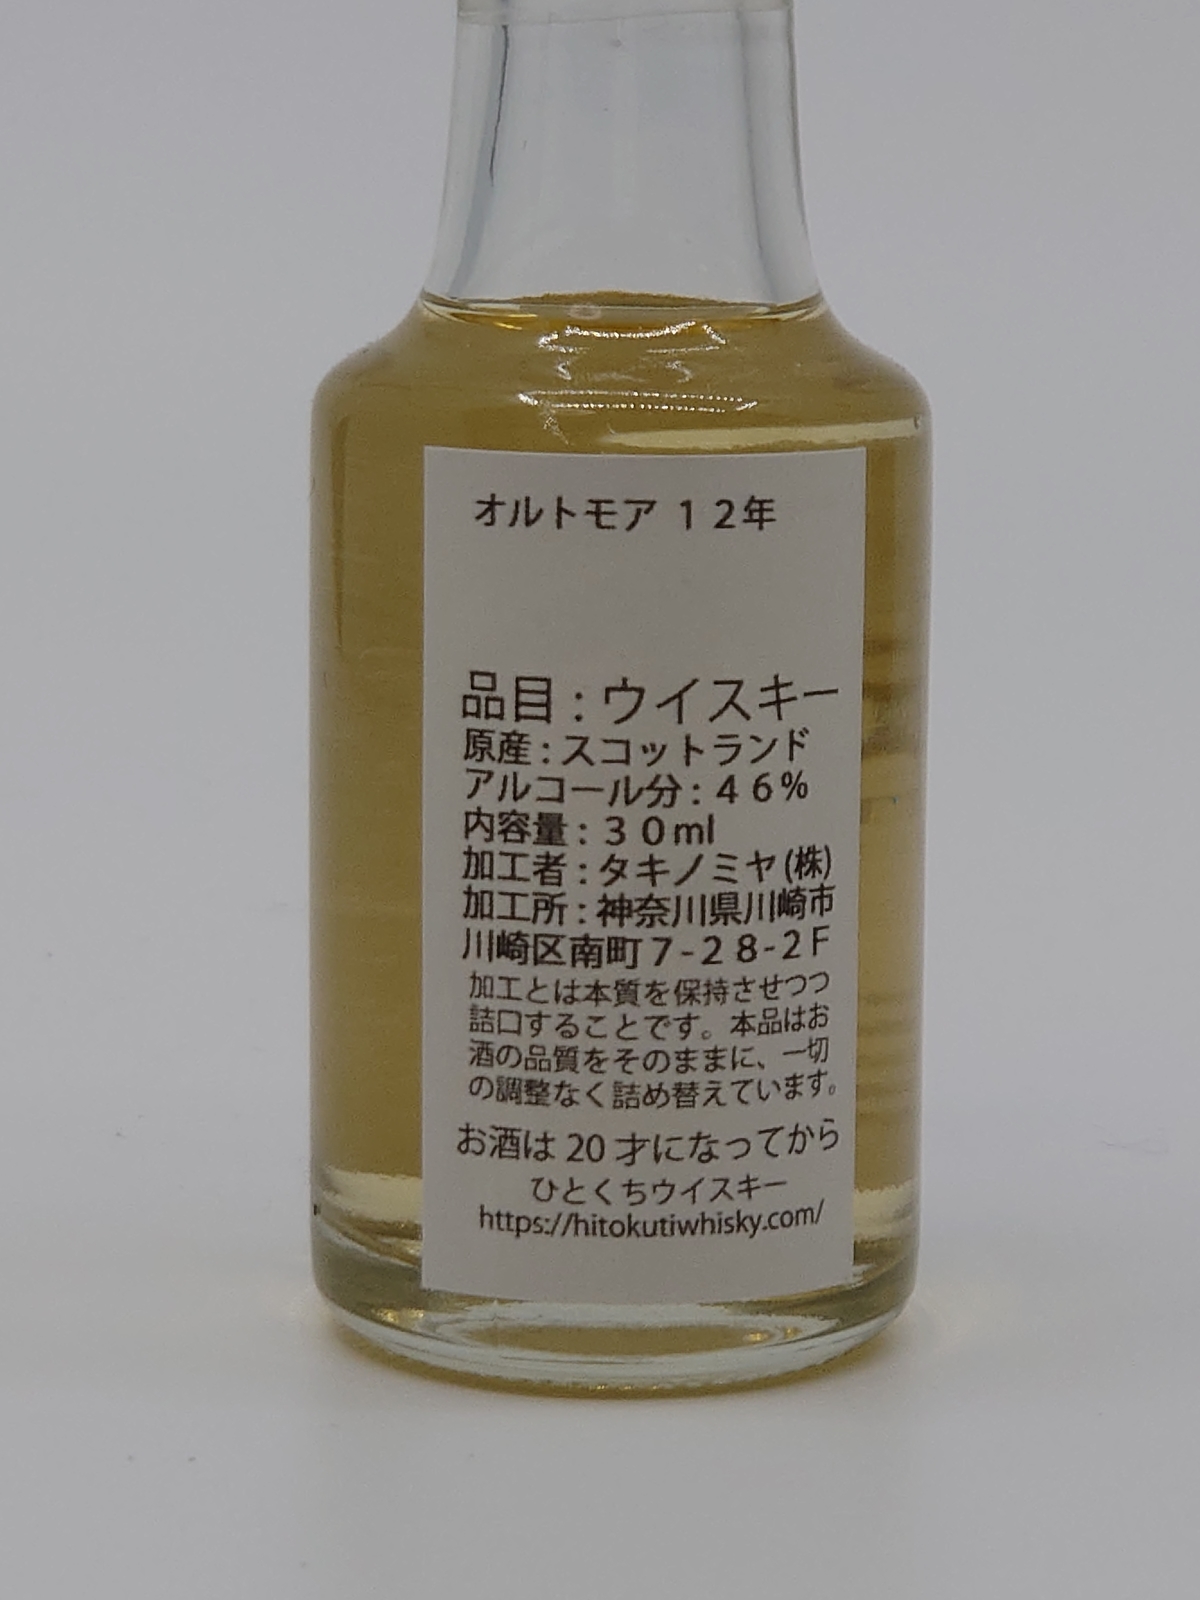 オルトモア １２年
品目：ウイスキー
原産：スコットランド
アルコール分：４６%
内容量：３０ml
加工者：タキノミヤ(株)
加工所：神奈川県川崎市
川崎区南町７-２８-２F
加工とは本質を保持させつつ
詰口することです。本品はお
酒の品質をそのままに、一切
の調整なく詰め替えています。
お酒は 20 才になってから
ひとくちウイスキー
https://hitokutiwhisky.com/